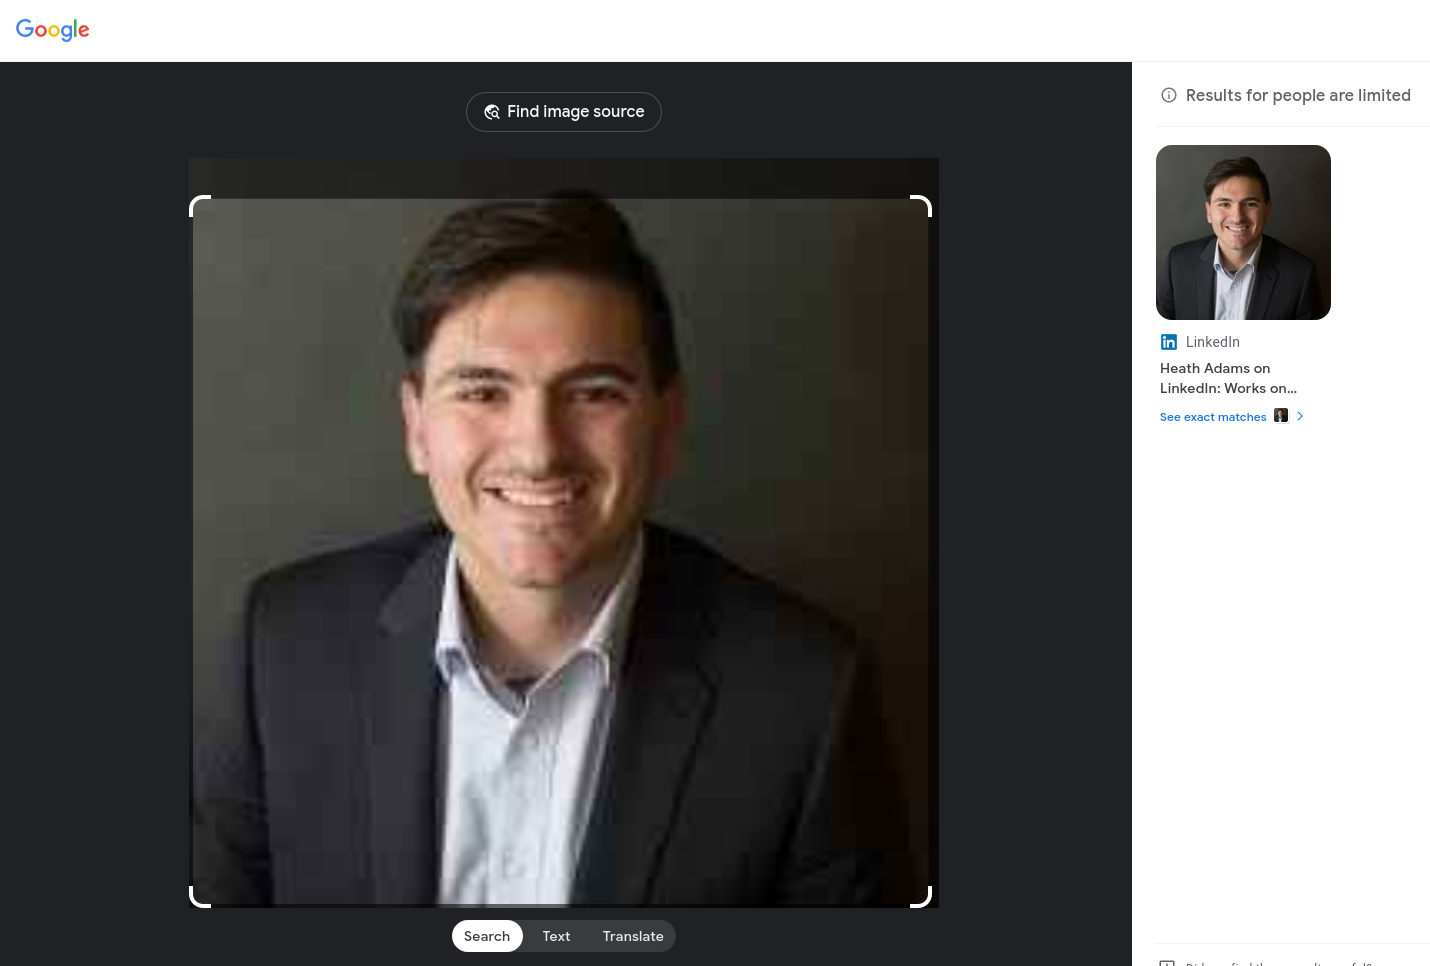 Google
Find image source
Results for people are limited
LinkedIn
Heath Adams on
LinkedIn: Works on...
See exact matches
Search
Text
Translate